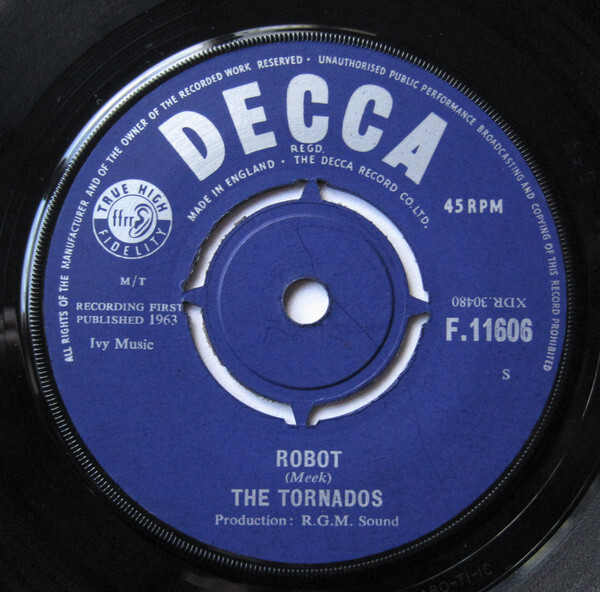 ALL RIGHTS OF THE MANUFACTURER AND OF THE OWNER OF THE RECORDED WORK RESERVED · UNAUTHORISED PUBLIC PERFORMANCE BROADCASTING AND COPYING OF THIS RECORD PROHIBITED
DECCA
REGD.
MADE IN ENGLAND · THE DECCA RECORD CO. LTD.
TRUE HIGH
ffrr
FIDELITY
45 RPM
M/T
RECORDING FIRST
PUBLISHED 1963
Ivy Music
XDR.30480
F.11606
S
ROBOT
(Meek)
THE TORNADOS
Production: R.G.M. Sound